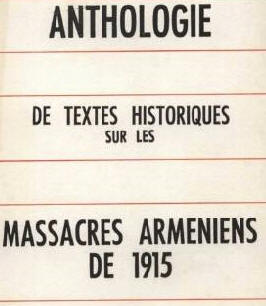 ANTHOLOGIE
DE TEXTES HISTORIQUES
SUR LES
MASSACRES ARMENIENS
DE 1915